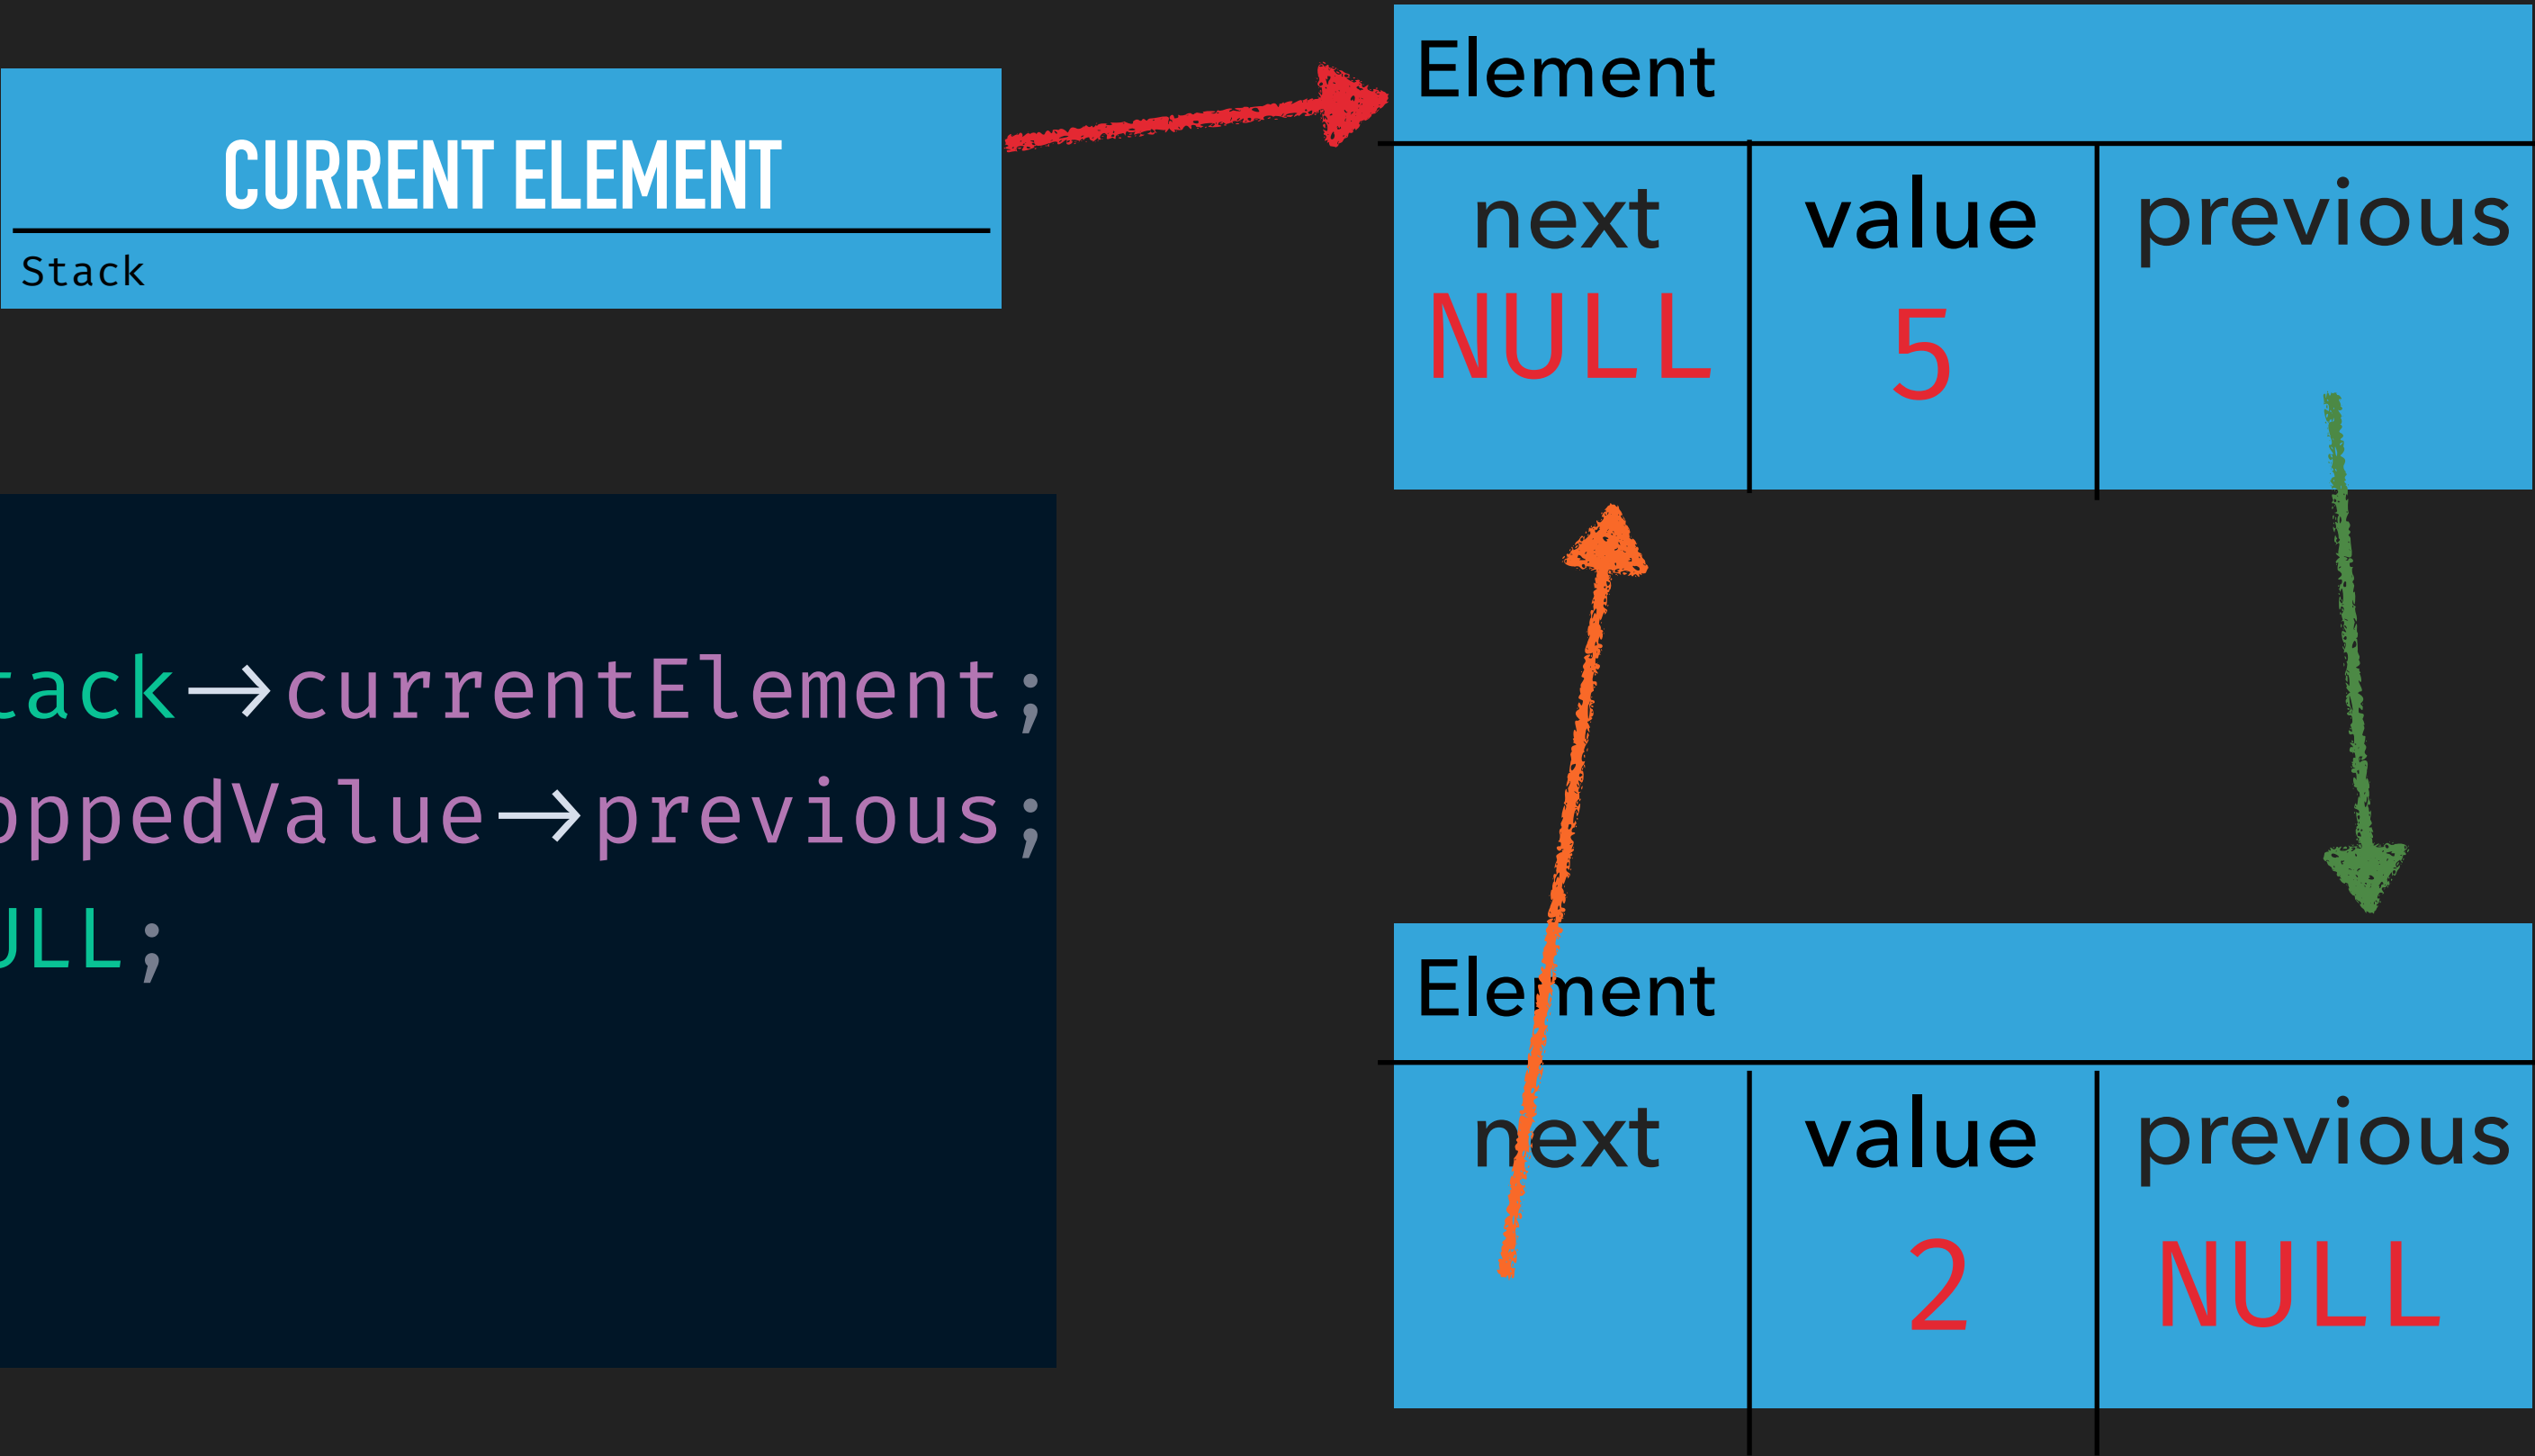 CURRENT ELEMENT
Stack
ack→currentElement;
ppedValue→previous;
ULL;
Element
next value previous
NULL 5
Element
next value previous
2 NULL